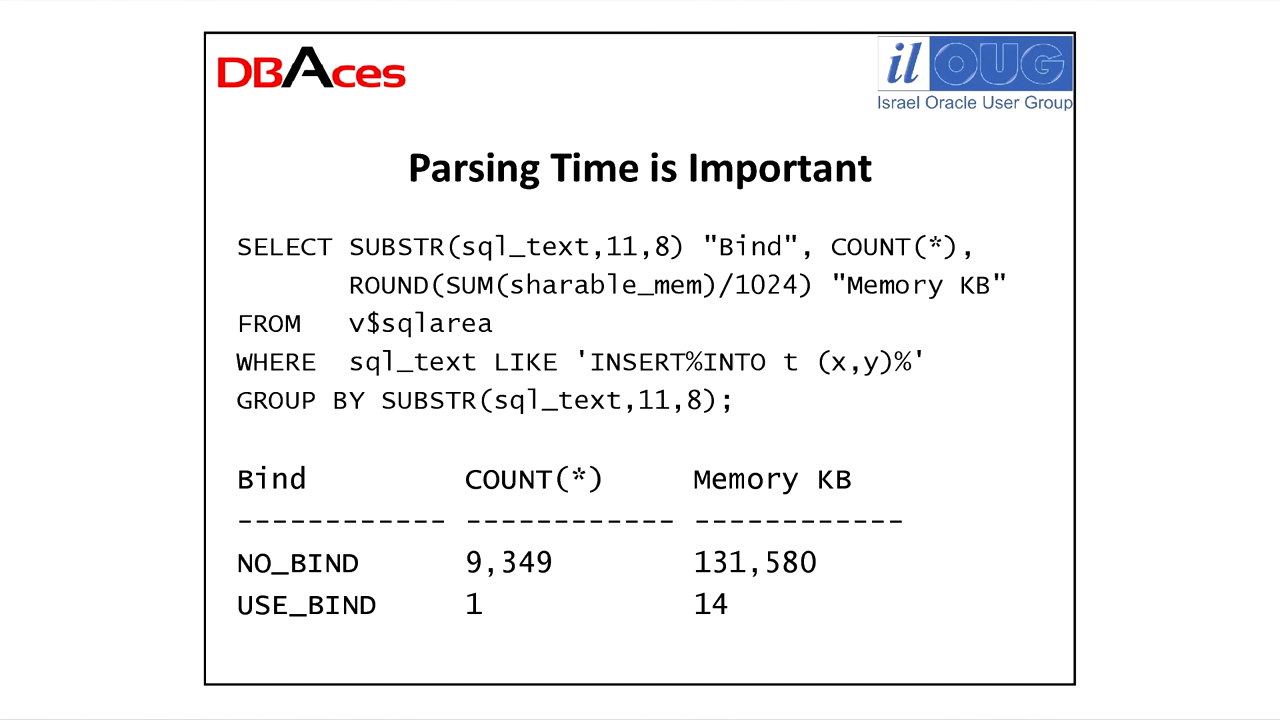 DBAces
il OUG
Israel Oracle User Group
Parsing Time is Important
SELECT SUBSTR(sql_text,11,8) "Bind", COUNT(*),
       ROUND(SUM(sharable_mem)/1024) "Memory KB"
FROM   v$sqlarea
WHERE  sql_text LIKE 'INSERT%INTO t (x,y)%'
GROUP BY SUBSTR(sql_text,11,8);
Bind         COUNT(*)     Memory KB
------------ ------------ ------------
NO_BIND      9,349        131,580
USE_BIND     1            14